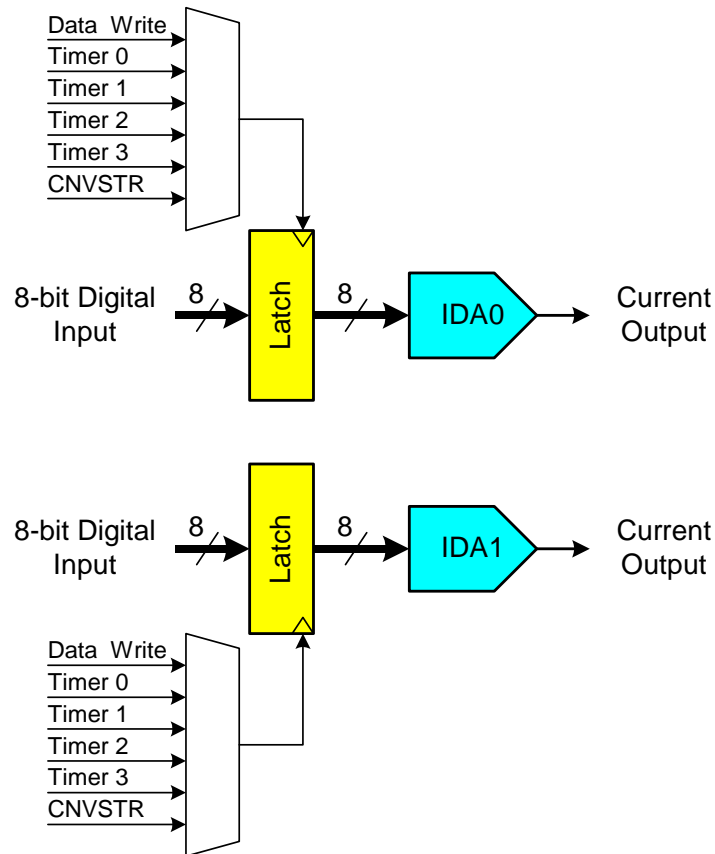 Data Write
Timer 0
Timer 1
Timer 2
Timer 3
CNVSTR
8-bit Digital
Input
8
Latch
8
IDA0
Current
Output
8-bit Digital
Input
8
Latch
8
IDA1
Current
Output
Data Write
Timer 0
Timer 1
Timer 2
Timer 3
CNVSTR